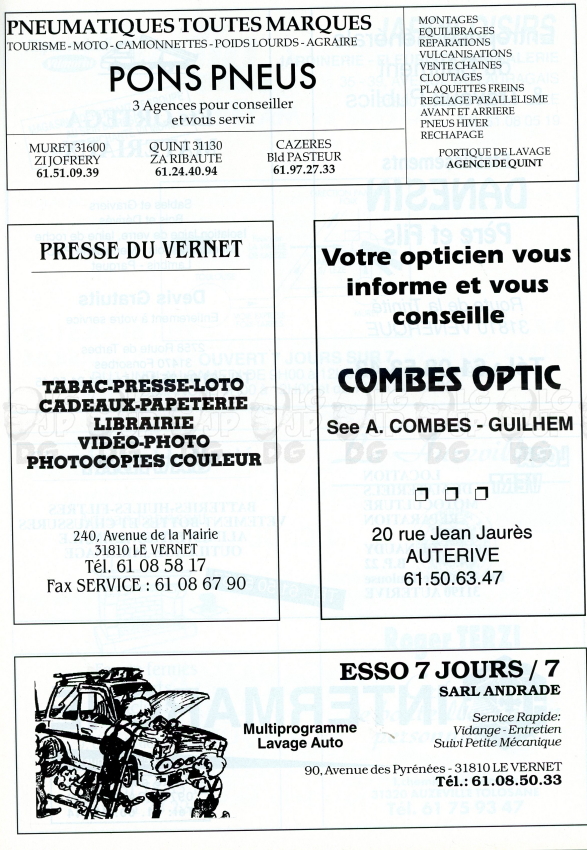 PNEUMATIQUES TOUTES MARQUES
TOURISME - MOTO - CAMIONNETTES - POIDS LOURDS - AGRAIRE
PONS PNEUS
3 Agences pour conseiller
et vous servir
MURET 31600
ZI JOFRERY
61.51.09.39
QUINT 31130
ZA RIBAUTE
61.24.40.94
CAZERES
Bld PASTEUR
61.97.27.33
MONTAGES
EQUILIBRAGES
REPARATIONS
VULCANISATIONS
VENTE CHAINES
CLOUTAGES
PLAQUETTES FREINS
REGLAGE PARALLELISME
AVANT ET ARRIERE
PNEUS HIVER
RECHAPAGE
PORTIQUE DE LAVAGE
AGENCE DE QUINT
PRESSE DU VERNET
TABAC-PRESSE-LOTO
CADEAUX-PAPETERIE
LIBRAIRIE
VIDÉO-PHOTO
PHOTOCOPIES COULEUR
240, Avenue de la Mairie
31810 LE VERNET
Tél. 61 08 58 17
Fax SERVICE : 61 08 67 90
Votre opticien vous
informe et vous
conseille
COMBES OPTIC
See A. COMBES - GUILHEM
20 rue Jean Jaurès
AUTERIVE
61.50.63.47
ESSO 7 JOURS / 7
SARL ANDRADE
Multiprogramme
Lavage Auto
Service Rapide:
Vidange - Entretien
Suivi Petite Mécanique
90, Avenue des Pyrénées - 31810 LE VERNET
Tél.: 61.08.50.33